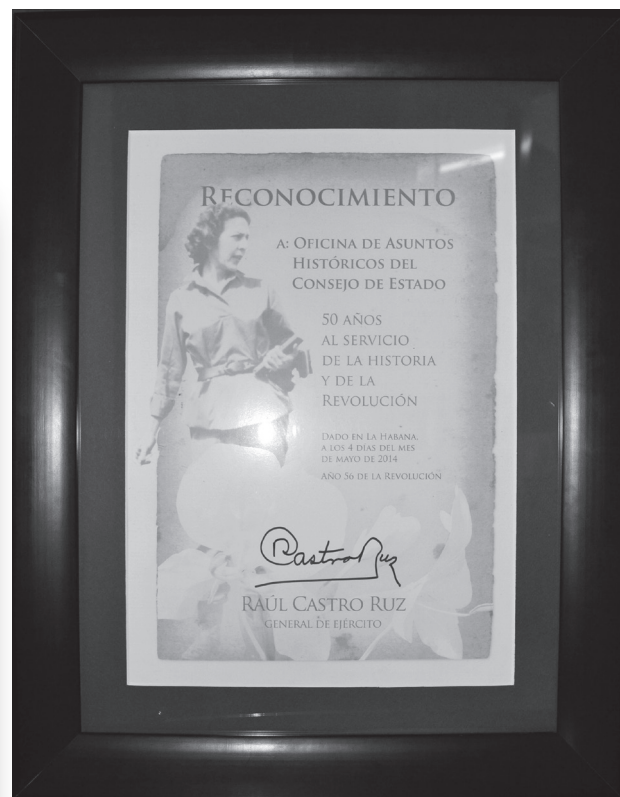 RECONOCIMIENTO
A: OFICINA DE ASUNTOS
HISTÓRICOS DEL
CONSEJO DE ESTADO
50 AÑOS
AL SERVICIO
DE LA HISTORIA
Y DE LA
REVOLUCIÓN
DADO EN LA HABANA,
A LOS 4 DÍAS DEL MES
DE MAYO DE 2014
AÑO 56 DE LA REVOLUCIÓN
RCastroRuz
RAÚL CASTRO RUZ
GENERAL DE EJÉRCITO